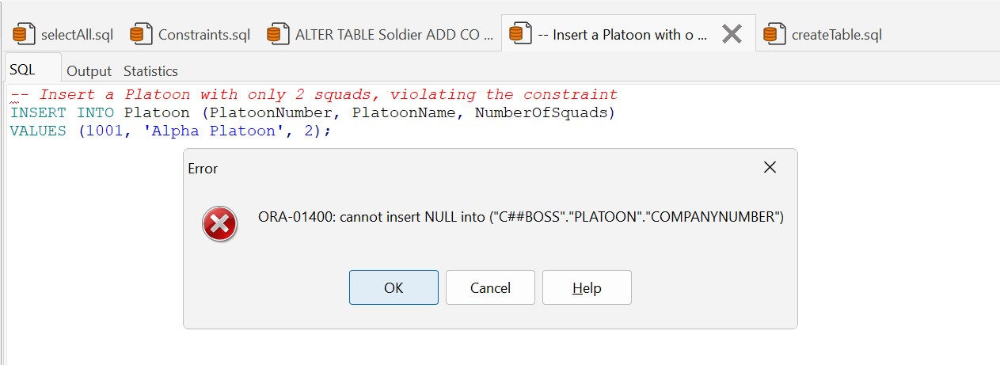 selectAll.sql Constraints.sql ALTER TABLE Soldier ADD CO ... -- Insert a Platoon with o ... createTable.sql
SQL Output Statistics
-- Insert a Platoon with only 2 squads, violating the constraint
INSERT INTO Platoon (PlatoonNumber, PlatoonName, NumberOfSquads)
VALUES (1001, 'Alpha Platoon', 2);
Error
ORA-01400: cannot insert NULL into ("C##BOSS"."PLATOON"."COMPANYNUMBER")
OK Cancel Help